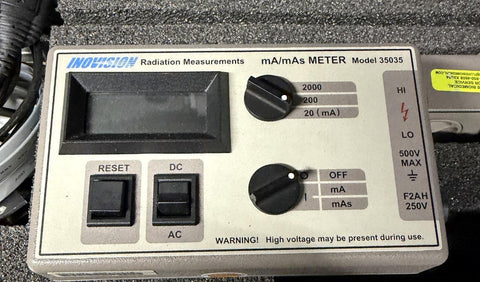 INOVISION Radiation Measurements mA/mAs METER Model 35035
2000
200
20 (mA)
HI
LO
500V
MAX
F2AH
250V
RESET
DC
AC
O OFF
mA
I mAs
WARNING! High voltage may be present during use.